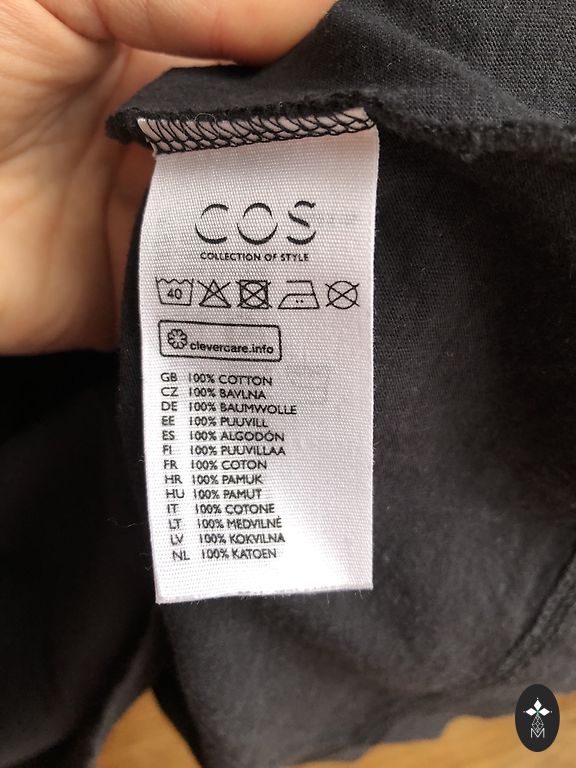 COS
COLLECTION OF STYLE
40
clevercare.info
GB 100% COTTON
CZ 100% BAVLNA
DE 100% BAUMWOLLE
EE 100% PUUVILL
ES 100% ALGODÓN
FI 100% PUUVILLAA
FR 100% COTON
HR 100% PAMUK
HU 100% PAMUT
IT 100% COTONE
LT 100% MEDVILNĖ
LV 100% KOKVILNA
NL 100% KATOEN
M